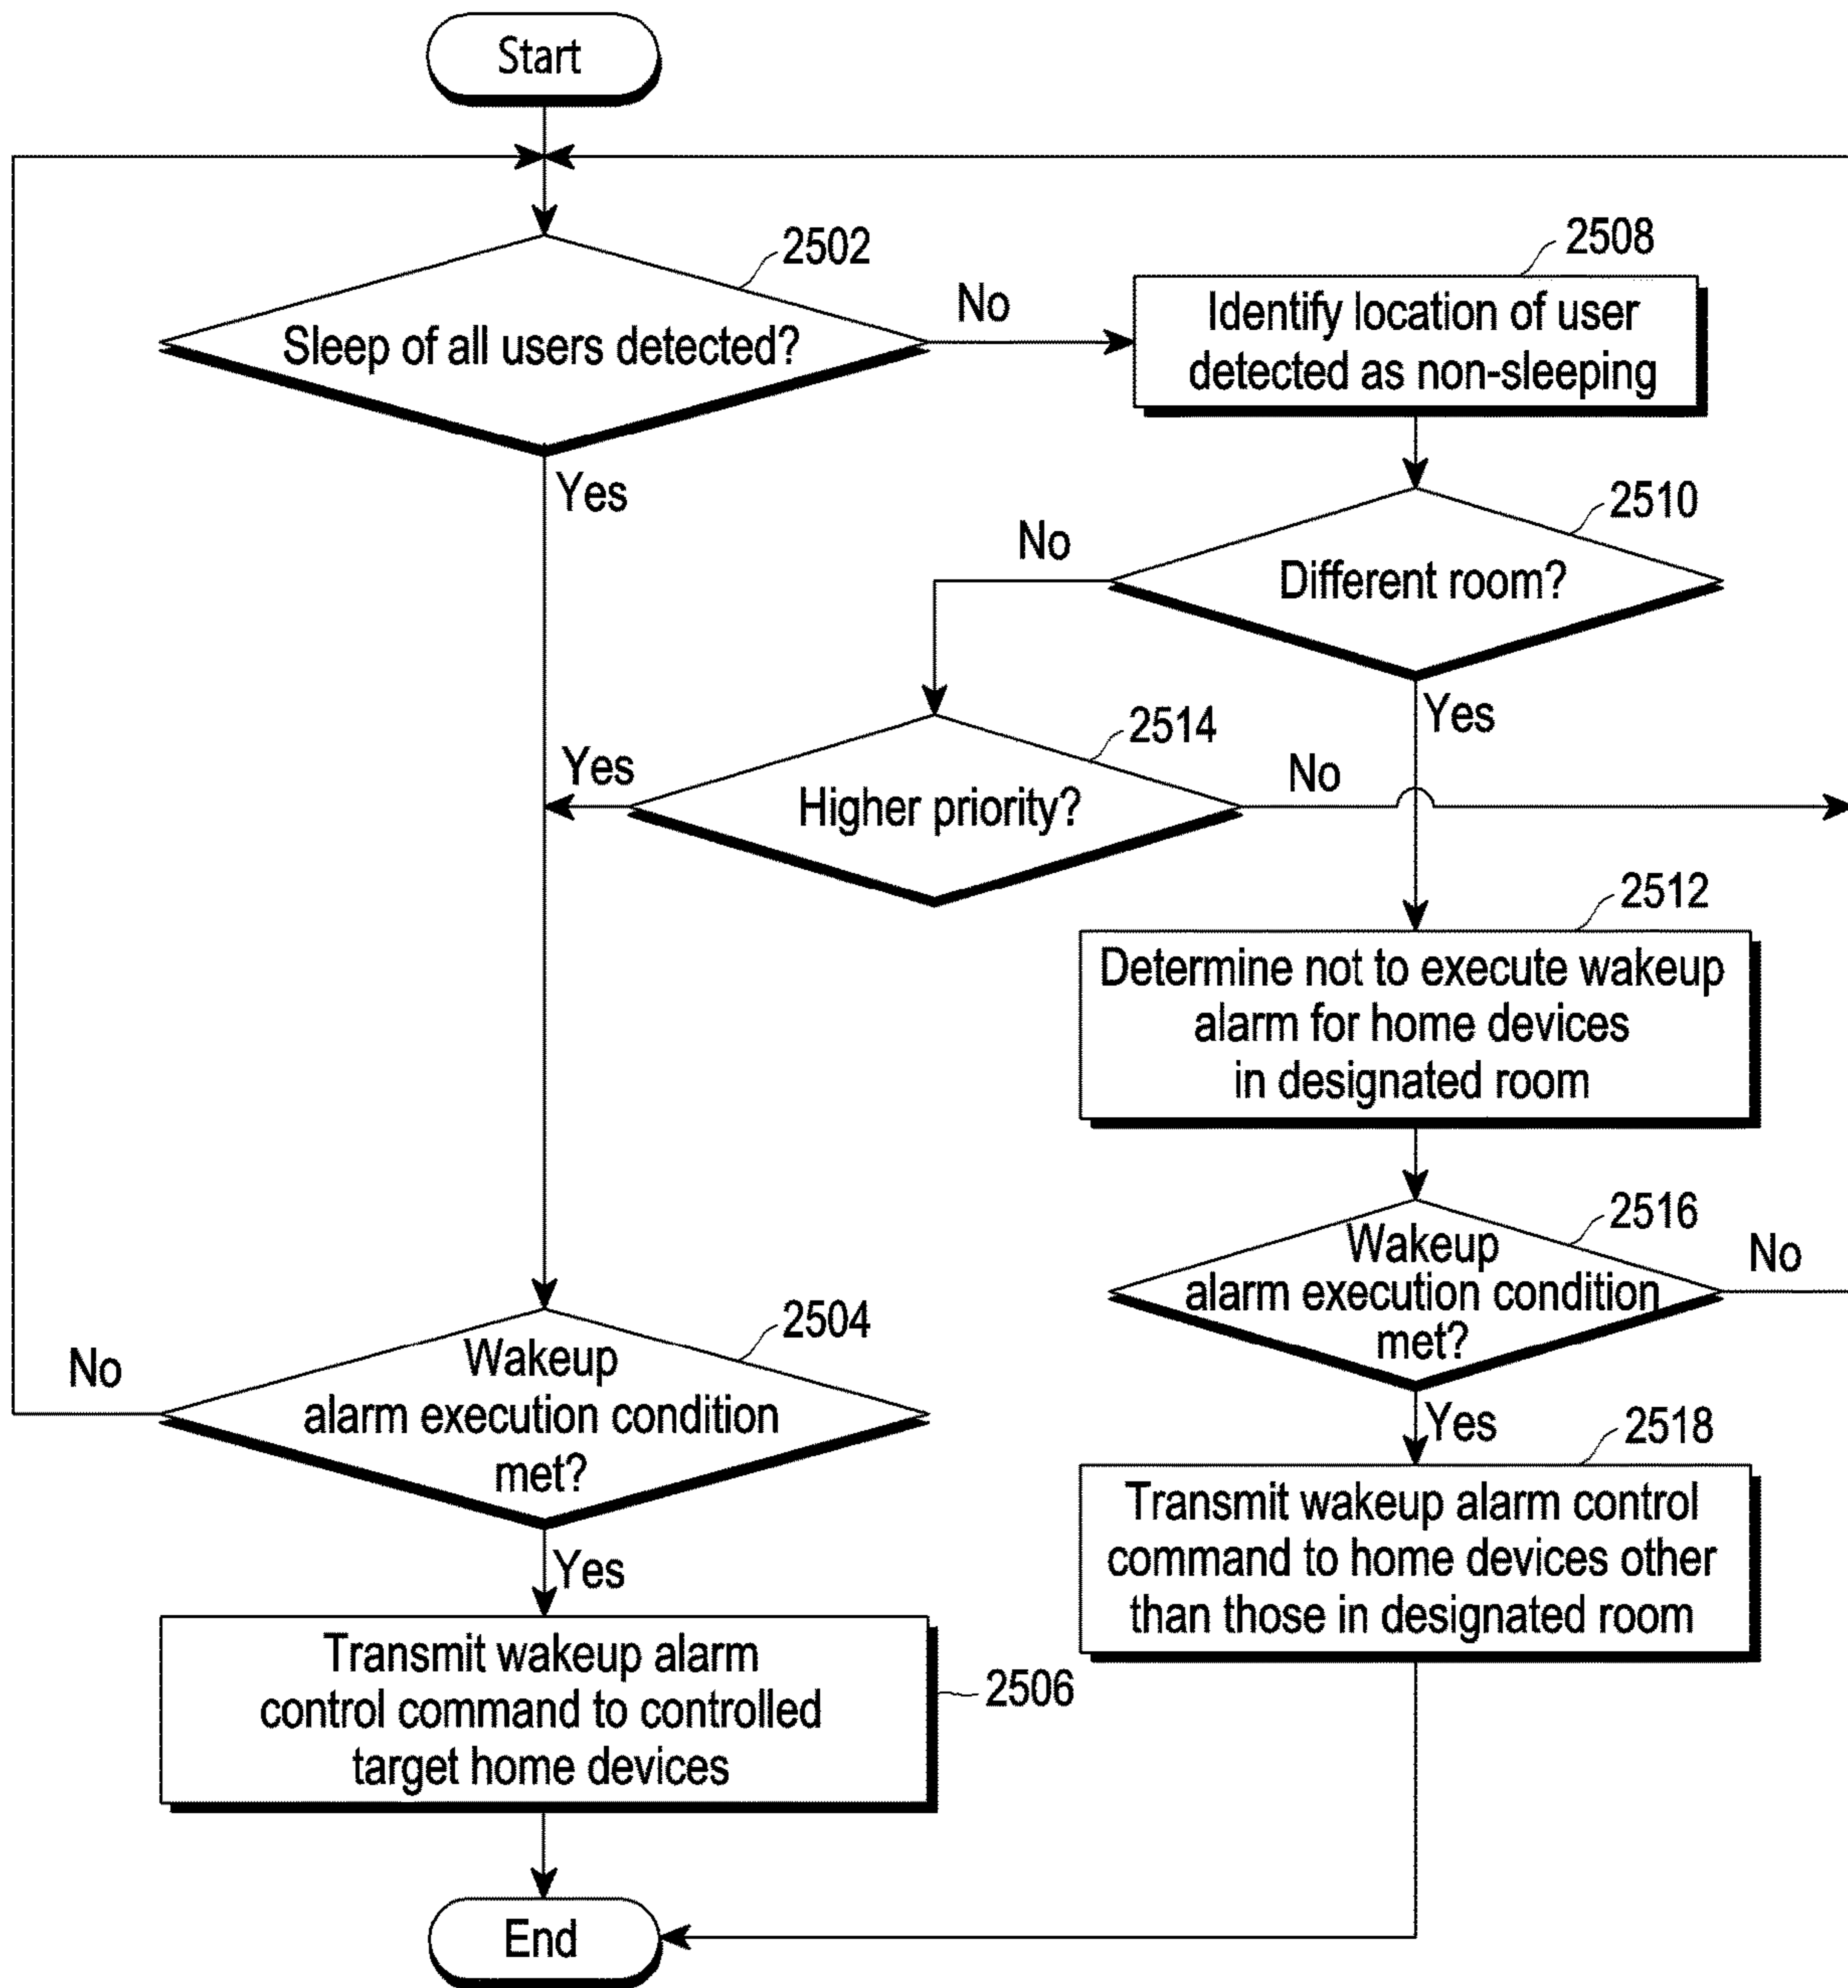 Start
2502
Sleep of all users detected?
No
Yes
2508
Identify location of user
detected as non-sleeping
2510
Different room?
No
Yes
2514
Higher priority?
Yes
No
2512
Determine not to execute wakeup
alarm for home devices
in designated room
2516
Wakeup
alarm execution condition
met?
No
Yes
2504
Wakeup
alarm execution condition
met?
No
Yes
2518
Transmit wakeup alarm control
command to home devices other
than those in designated room
2506
Transmit wakeup alarm
control command to controlled
target home devices
End